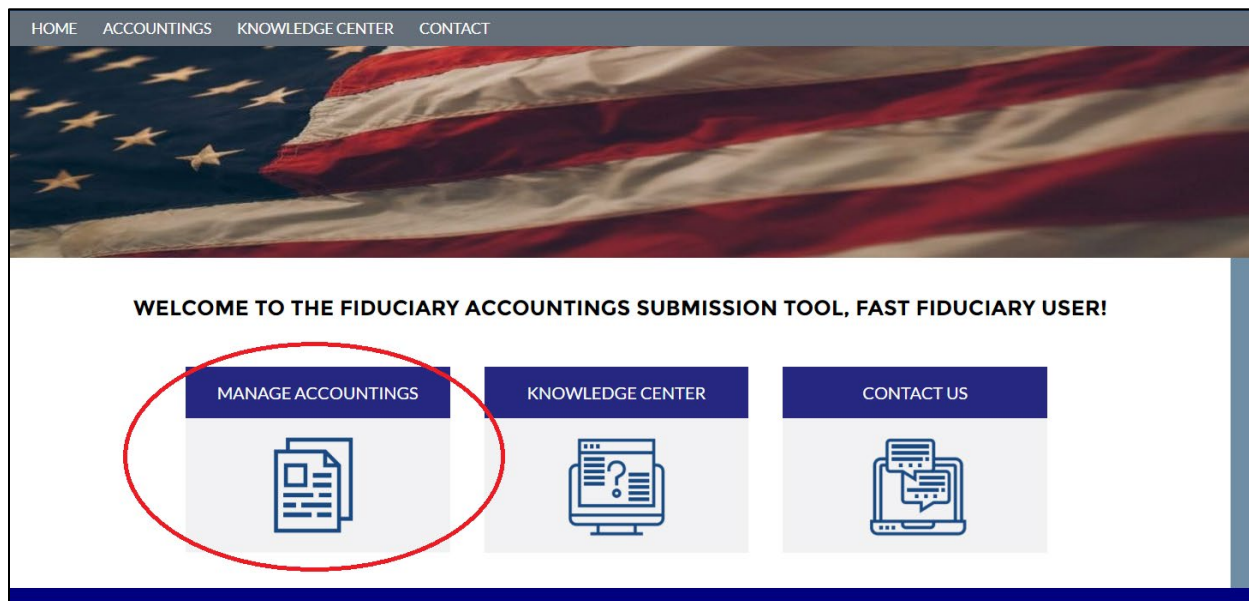 HOME ACCOUNTINGS KNOWLEDGE CENTER CONTACT
WELCOME TO THE FIDUCIARY ACCOUNTINGS SUBMISSION TOOL, FAST FIDUCIARY USER!
MANAGE ACCOUNTINGS
KNOWLEDGE CENTER
?
CONTACT US